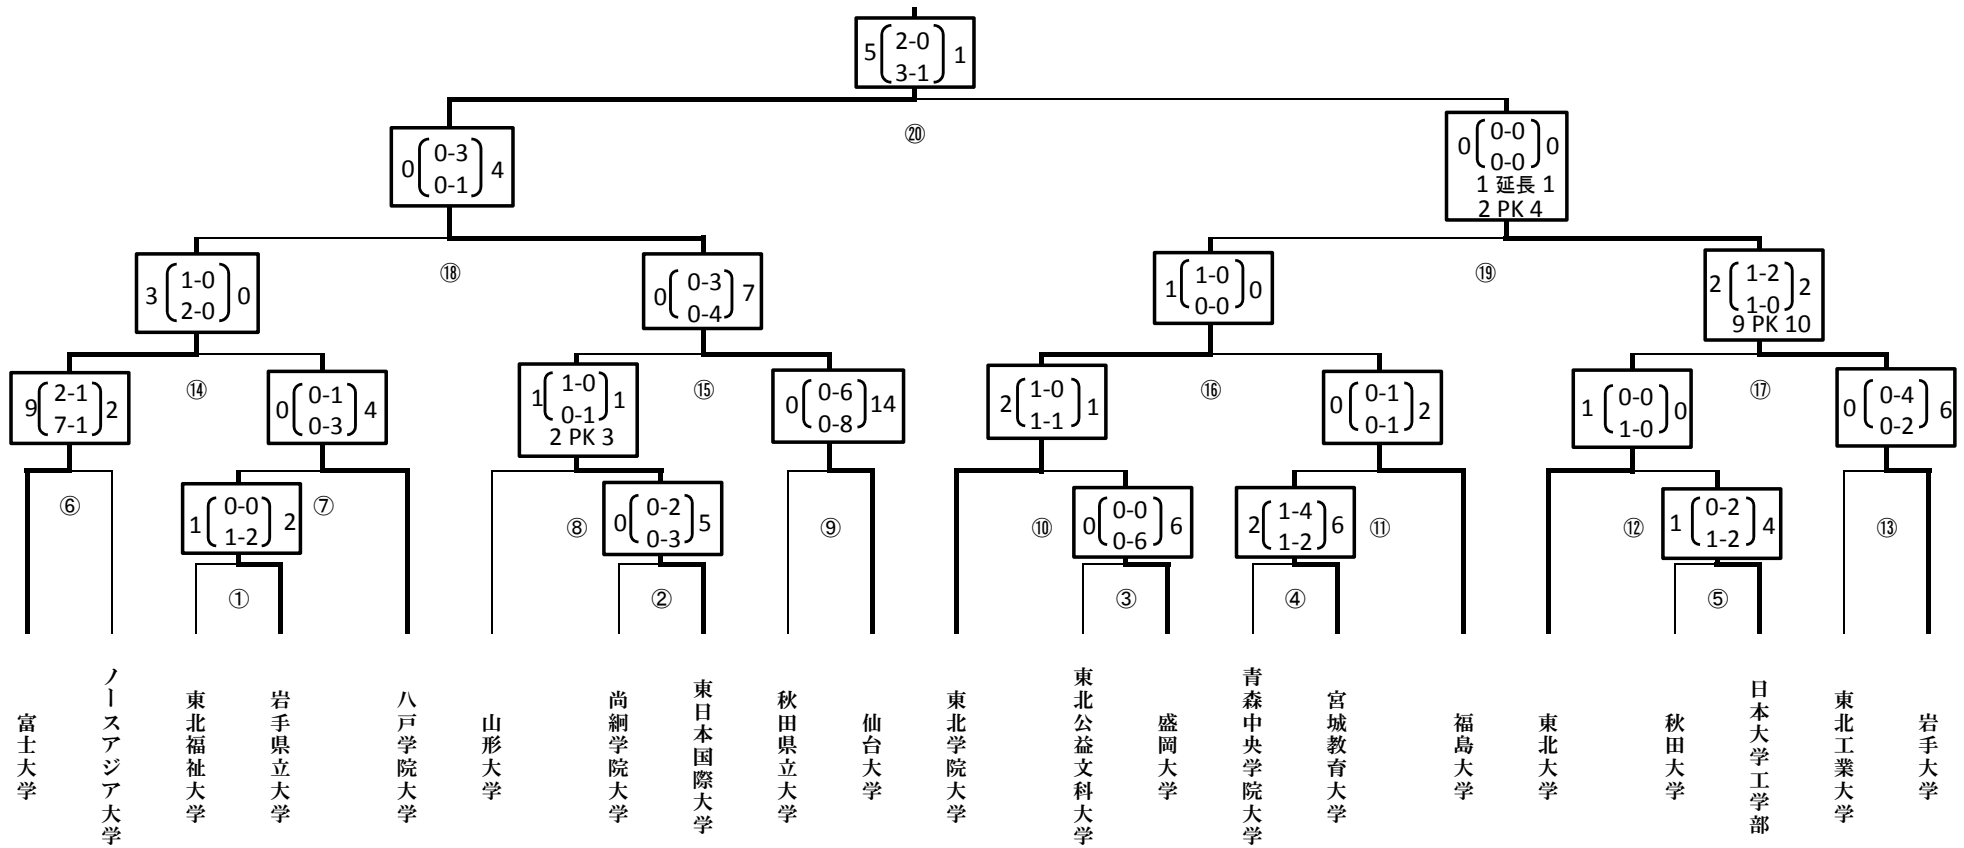 5 2-0 1
3-1
⑳
0 0-3 4
0-1
0 0-0 0
0-0
1 延長 1
2 PK 4
⑱
⑲
3 1-0 0
2-0
0 0-3 7
0-4
1 1-0 0
0-0
2 1-2 2
1-0
9 PK 10
⑭
⑮
⑯
⑰
9 2-1 2
7-1
0 0-1 4
0-3
1 1-0 1
0-1
2 PK 3
0 0-6 14
0-8
2 1-0 1
1-1
0 0-1 2
0-1
1 0-0 0
1-0
0 0-4 6
0-2
⑥
⑦
⑧
⑨
⑩
⑪
⑫
⑬
1 0-0 2
1-2
0 0-2 5
0-3
0 0-0 6
0-6
2 1-4 6
1-2
1 0-2 4
1-2
①
②
③
④
⑤
富士大学
ノースアジア大学
東北福祉大学
岩手県立大学
八戸学院大学
山形大学
尚絅学院大学
東日本国際大学
秋田県立大学
仙台大学
東北学院大学
東北公益文科大学
盛岡大学
青森中央学院大学
宮城教育大学
福島大学
東北大学
秋田大学
日本大学工学部
東北工業大学
岩手大学